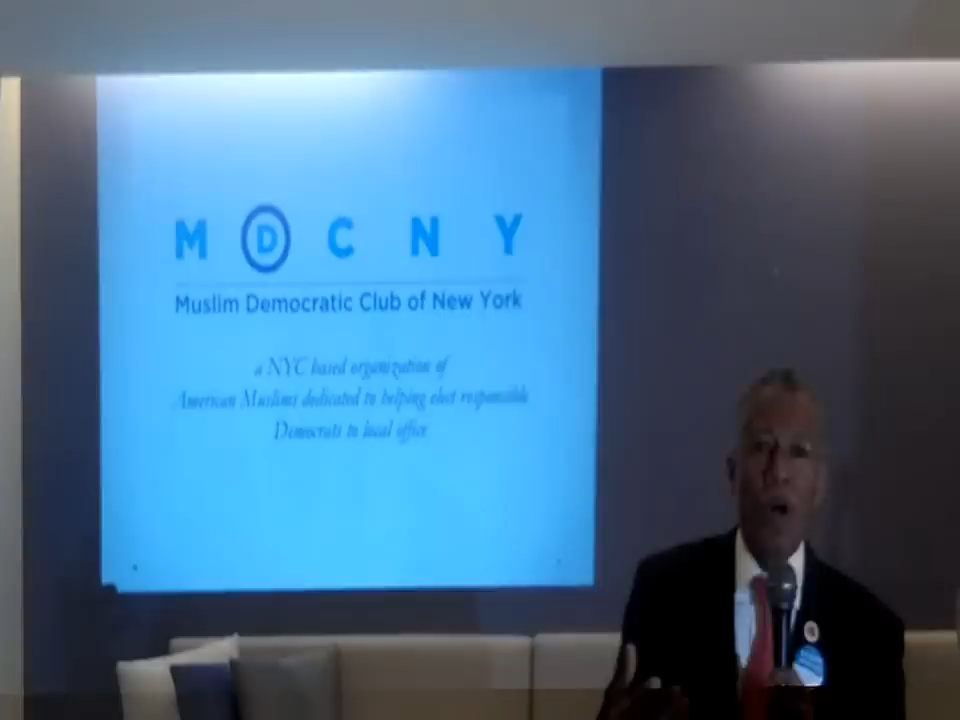 M D C N Y
Muslim Democratic Club of New York
a NYC based organization of
American Muslims dedicated to helping elect responsible
Democrats to local office